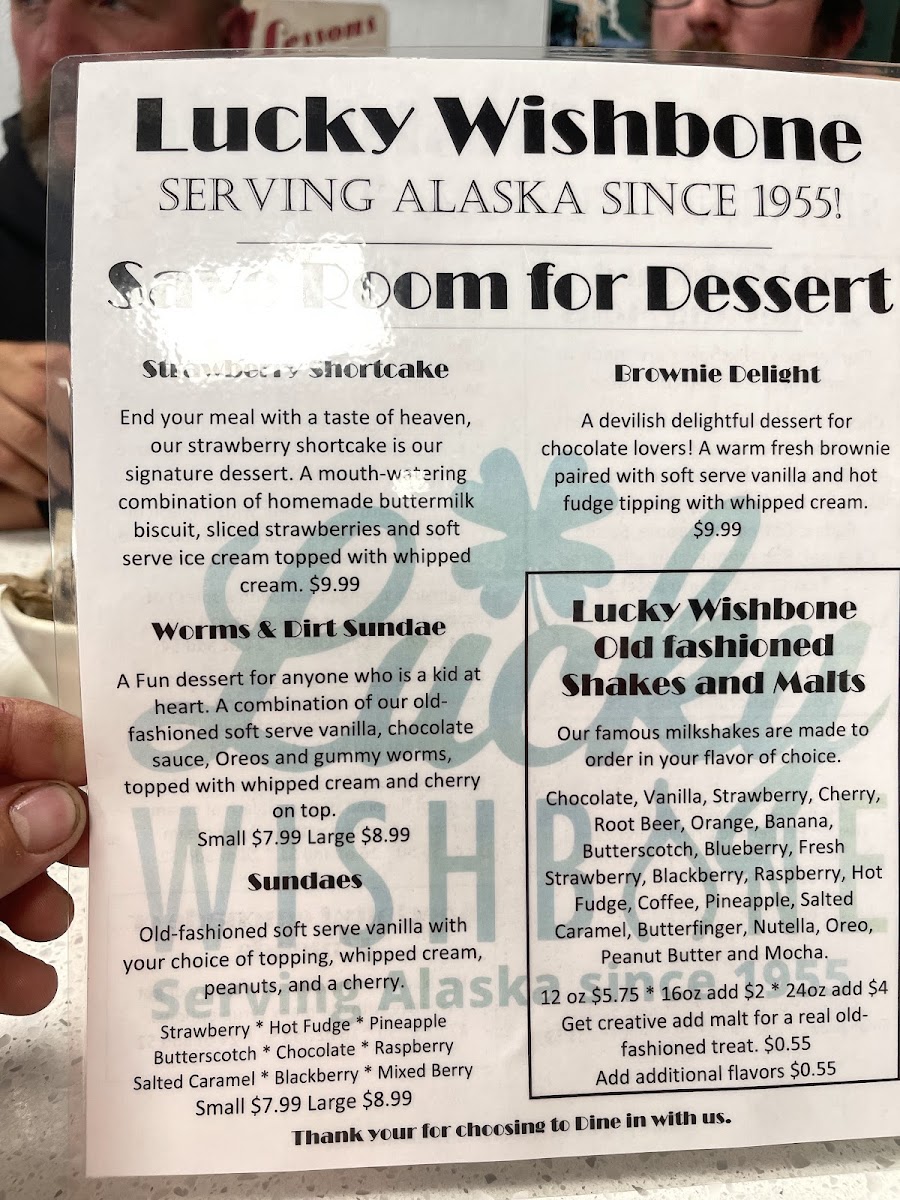 Lessons
Lucky Wishbone
SERVING ALASKA SINCE 1955!
Save Room for Dessert
Strawberry Shortcake
End your meal with a taste of heaven,
our strawberry shortcake is our
signature dessert. A mouth-watering
combination of homemade buttermilk
biscuit, sliced strawberries and soft
serve ice cream topped with whipped
cream. $9.99
Worms & Dirt Sundae
A Fun dessert for anyone who is a kid at
heart. A combination of our old-
fashioned soft serve vanilla, chocolate
sauce, Oreos and gummy worms,
topped with whipped cream and cherry
on top.
Small $7.99 Large $8.99
Sundaes
Old-fashioned soft serve vanilla with
your choice of topping, whipped cream,
peanuts, and a cherry.
Strawberry * Hot Fudge * Pineapple
Butterscotch * Chocolate * Raspberry
Salted Caramel * Blackberry * Mixed Berry
Small $7.99 Large $8.99
Brownie Delight
A devilish delightful dessert for
chocolate lovers! A warm fresh brownie
paired with soft serve vanilla and hot
fudge tipping with whipped cream.
$9.99
Lucky Wishbone
Old fashioned
Shakes and Malts
Our famous milkshakes are made to
order in your flavor of choice.
Chocolate, Vanilla, Strawberry, Cherry,
Root Beer, Orange, Banana,
Butterscotch, Blueberry, Fresh
Strawberry, Blackberry, Raspberry, Hot
Fudge, Coffee, Pineapple, Salted
Caramel, Butterfinger, Nutella, Oreo,
Peanut Butter and Mocha.
12 oz $5.75 * 16oz add $2 * 24oz add $4
Get creative add malt for a real old-
fashioned treat. $0.55
Add additional flavors $0.55
Thank your for choosing to Dine in with us.
Lucky
WISHBONE
Serving Alaska since 1955